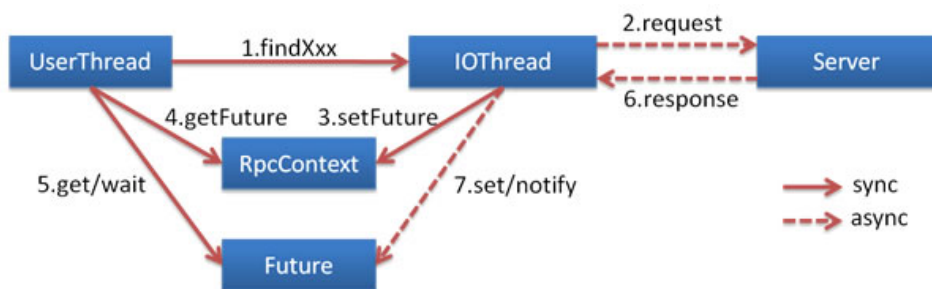 2.request
UserThread
1.findXxx
IOThread
Server
6.response
4.getFuture
3.setFuture
RpcContext
5.get/wait
7.set/notify
sync
async
Future